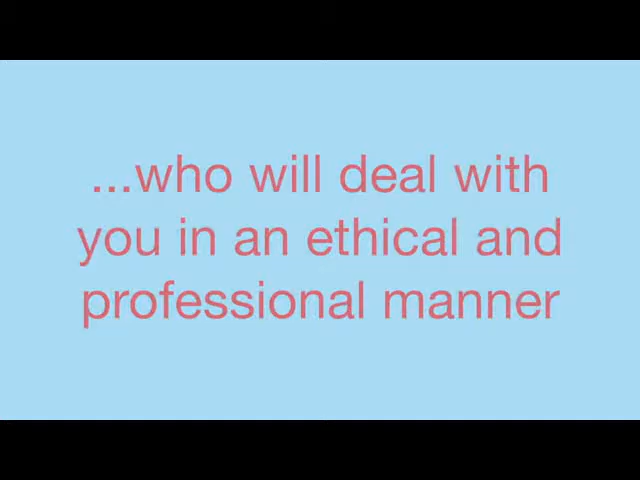 ...who will deal with
you in an ethical and
professional manner